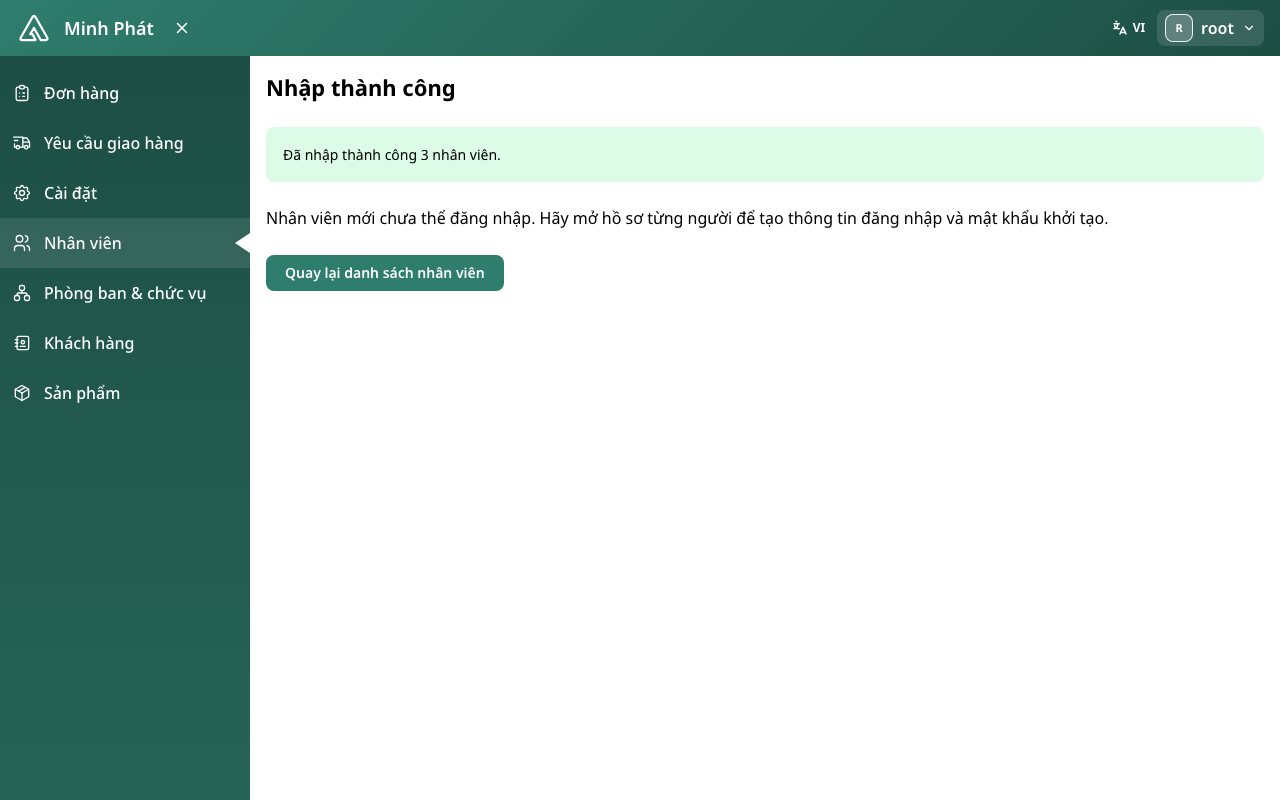 Minh Phát
VI
R
root
Đơn hàng
Yêu cầu giao hàng
Cài đặt
Nhân viên
Phòng ban & chức vụ
Khách hàng
Sản phẩm
Nhập thành công
Đã nhập thành công 3 nhân viên.
Nhân viên mới chưa thể đăng nhập. Hãy mở hồ sơ từng người để tạo thông tin đăng nhập và mật khẩu khởi tạo.
Quay lại danh sách nhân viên